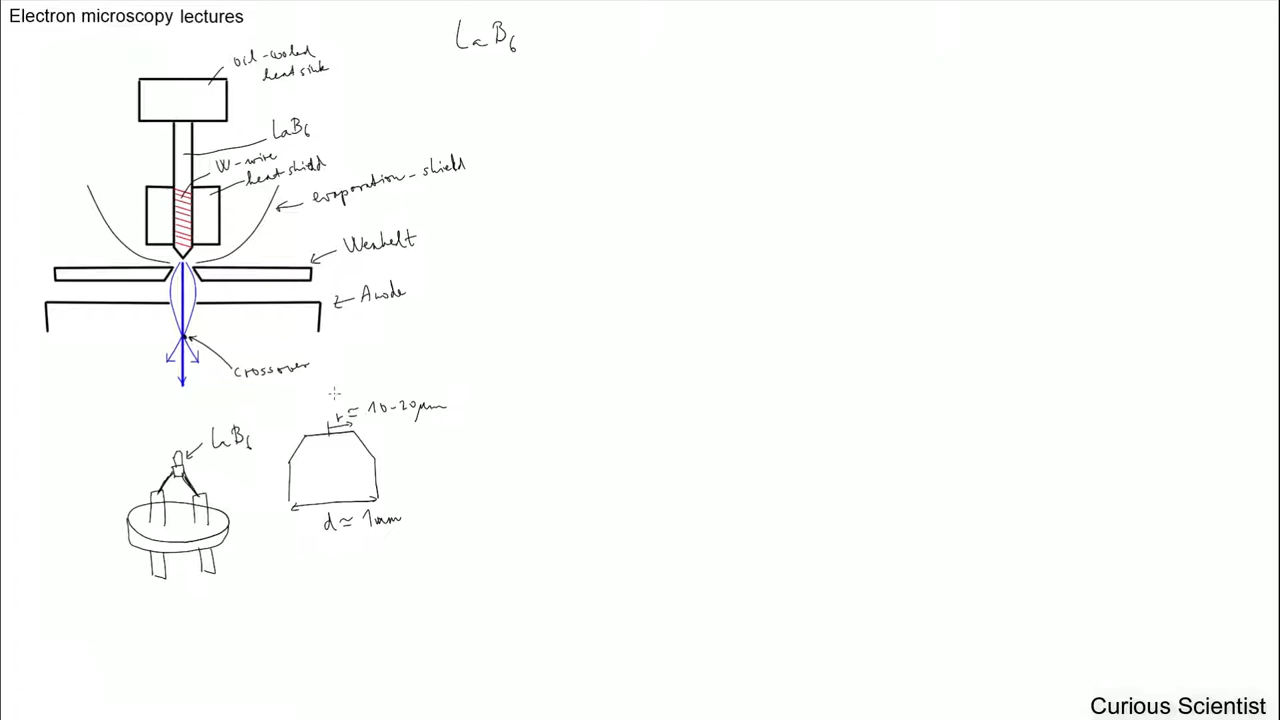 Electron microscopy lectures
LaB6
oil-cooled
heat sink
LaB6
W-wire
heat shield
evaporation-shield
Wenhelt
Anode
crossover
r ≈ 10-20μm
LaB6
d ≈ 1mm
Curious Scientist